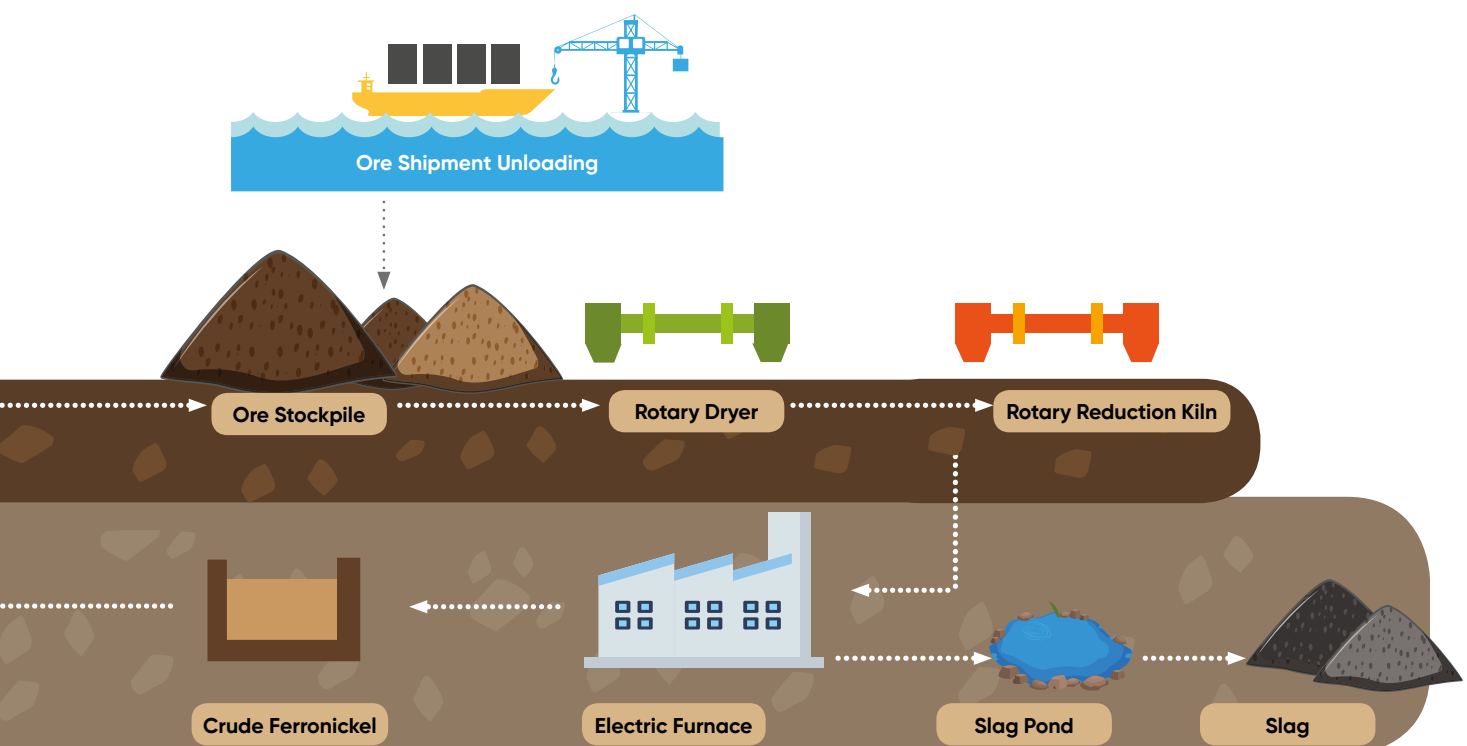 Ore Shipment Unloading
Ore Stockpile
Rotary Dryer
Rotary Reduction Kiln
Crude Ferronickel
Electric Furnace
Slag Pond
Slag